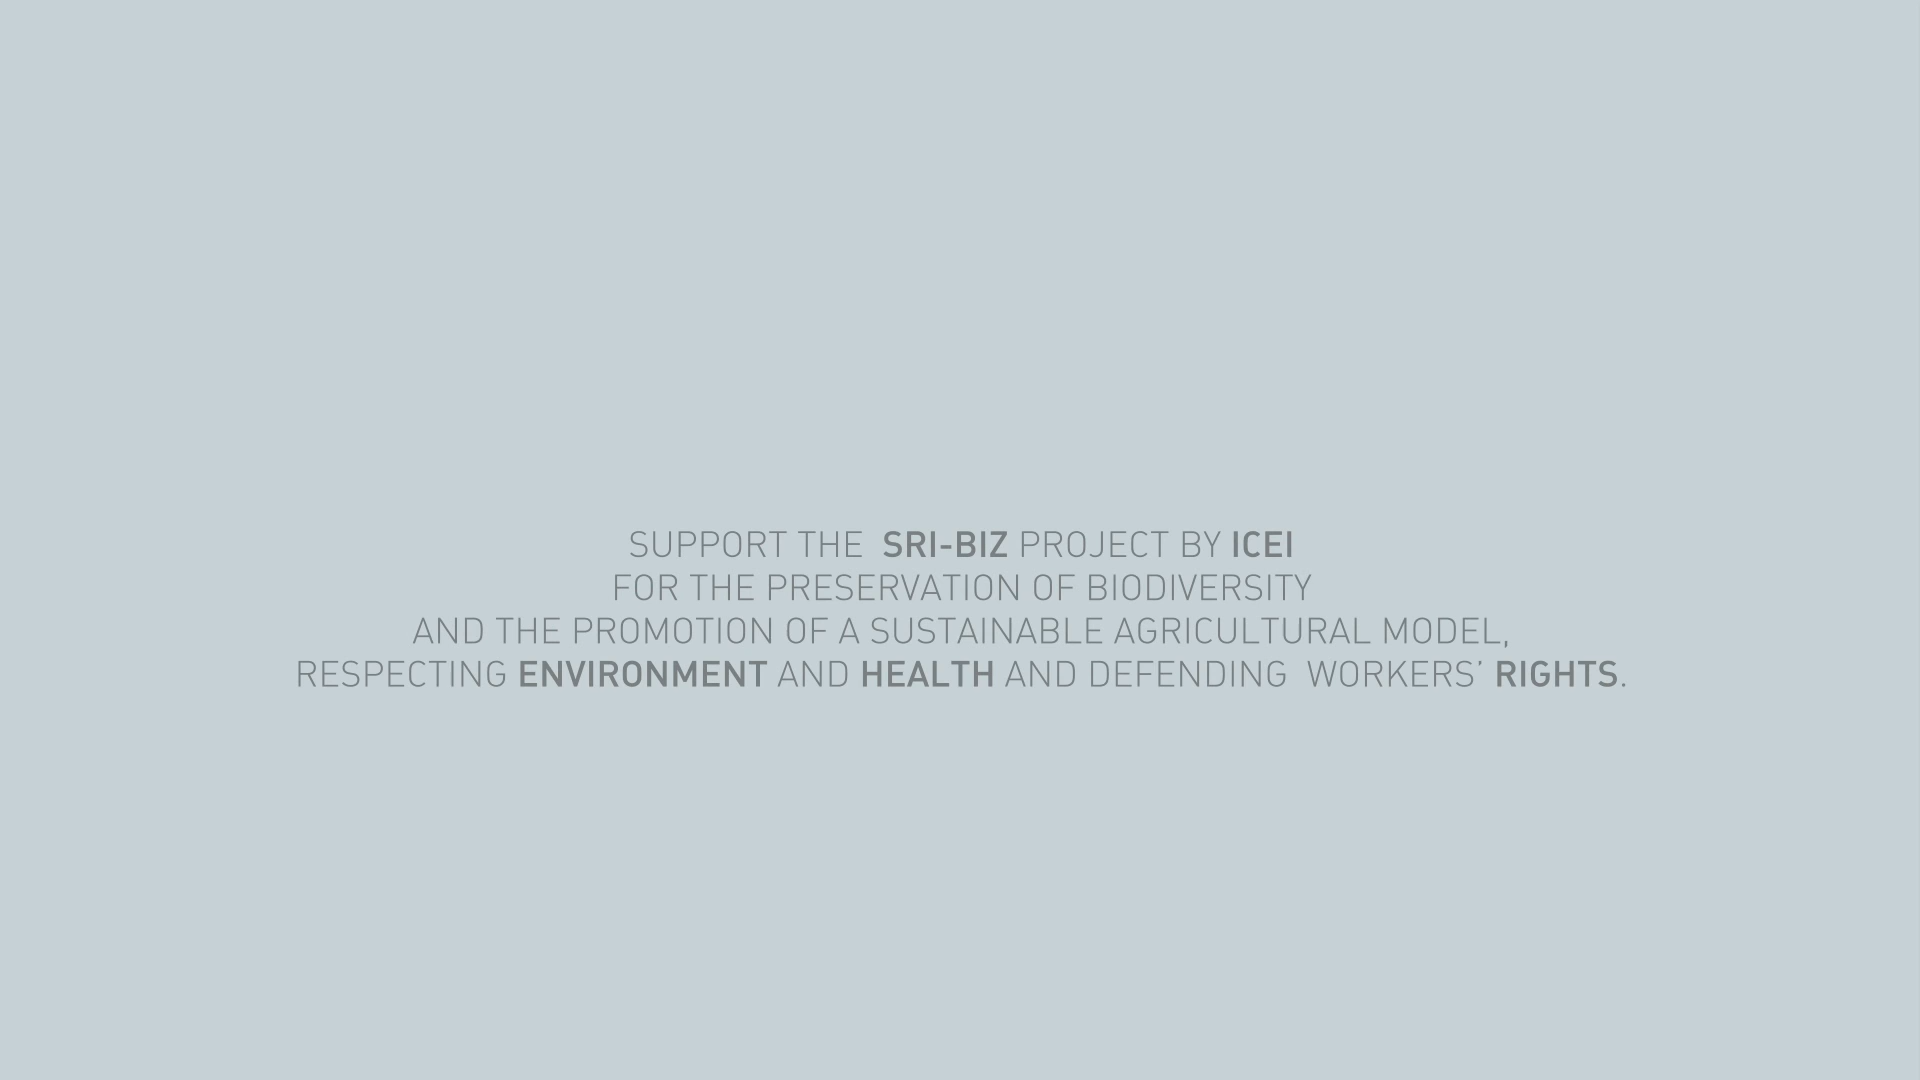 SUPPORT THE  SRI-BIZ PROJECT BY ICEI
FOR THE PRESERVATION OF BIODIVERSITY
AND THE PROMOTION OF A SUSTAINABLE AGRICULTURAL MODEL,
RESPECTING ENVIRONMENT AND HEALTH AND DEFENDING  WORKERS’ RIGHTS.